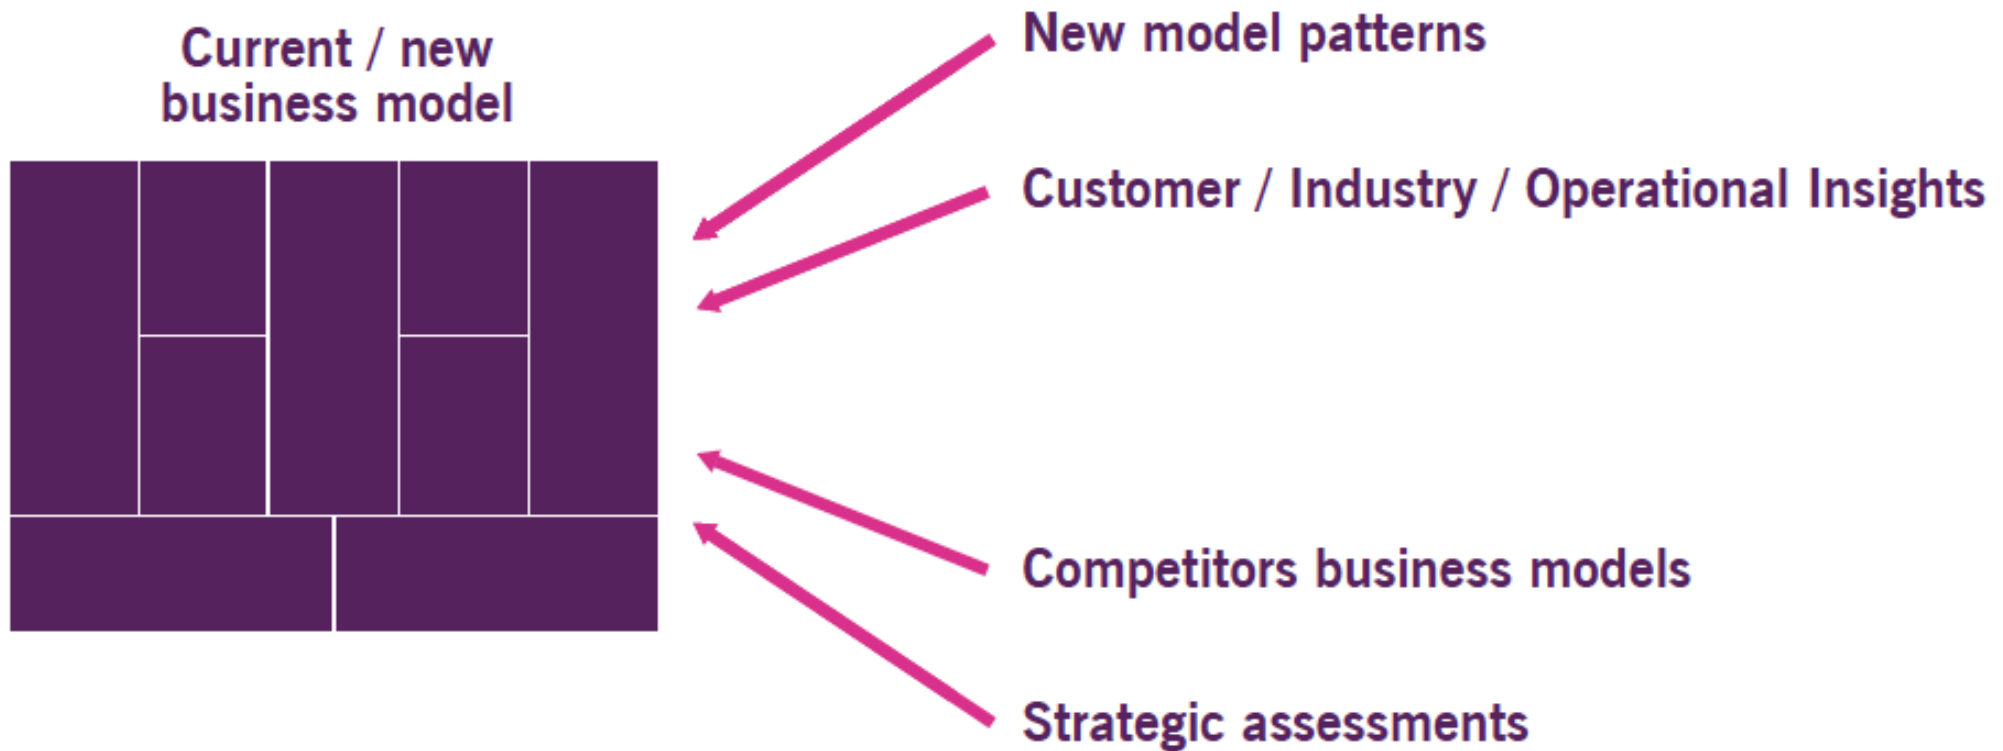 Current / new
business model
New model patterns
Customer / Industry / Operational Insights
Competitors business models
Strategic assessments